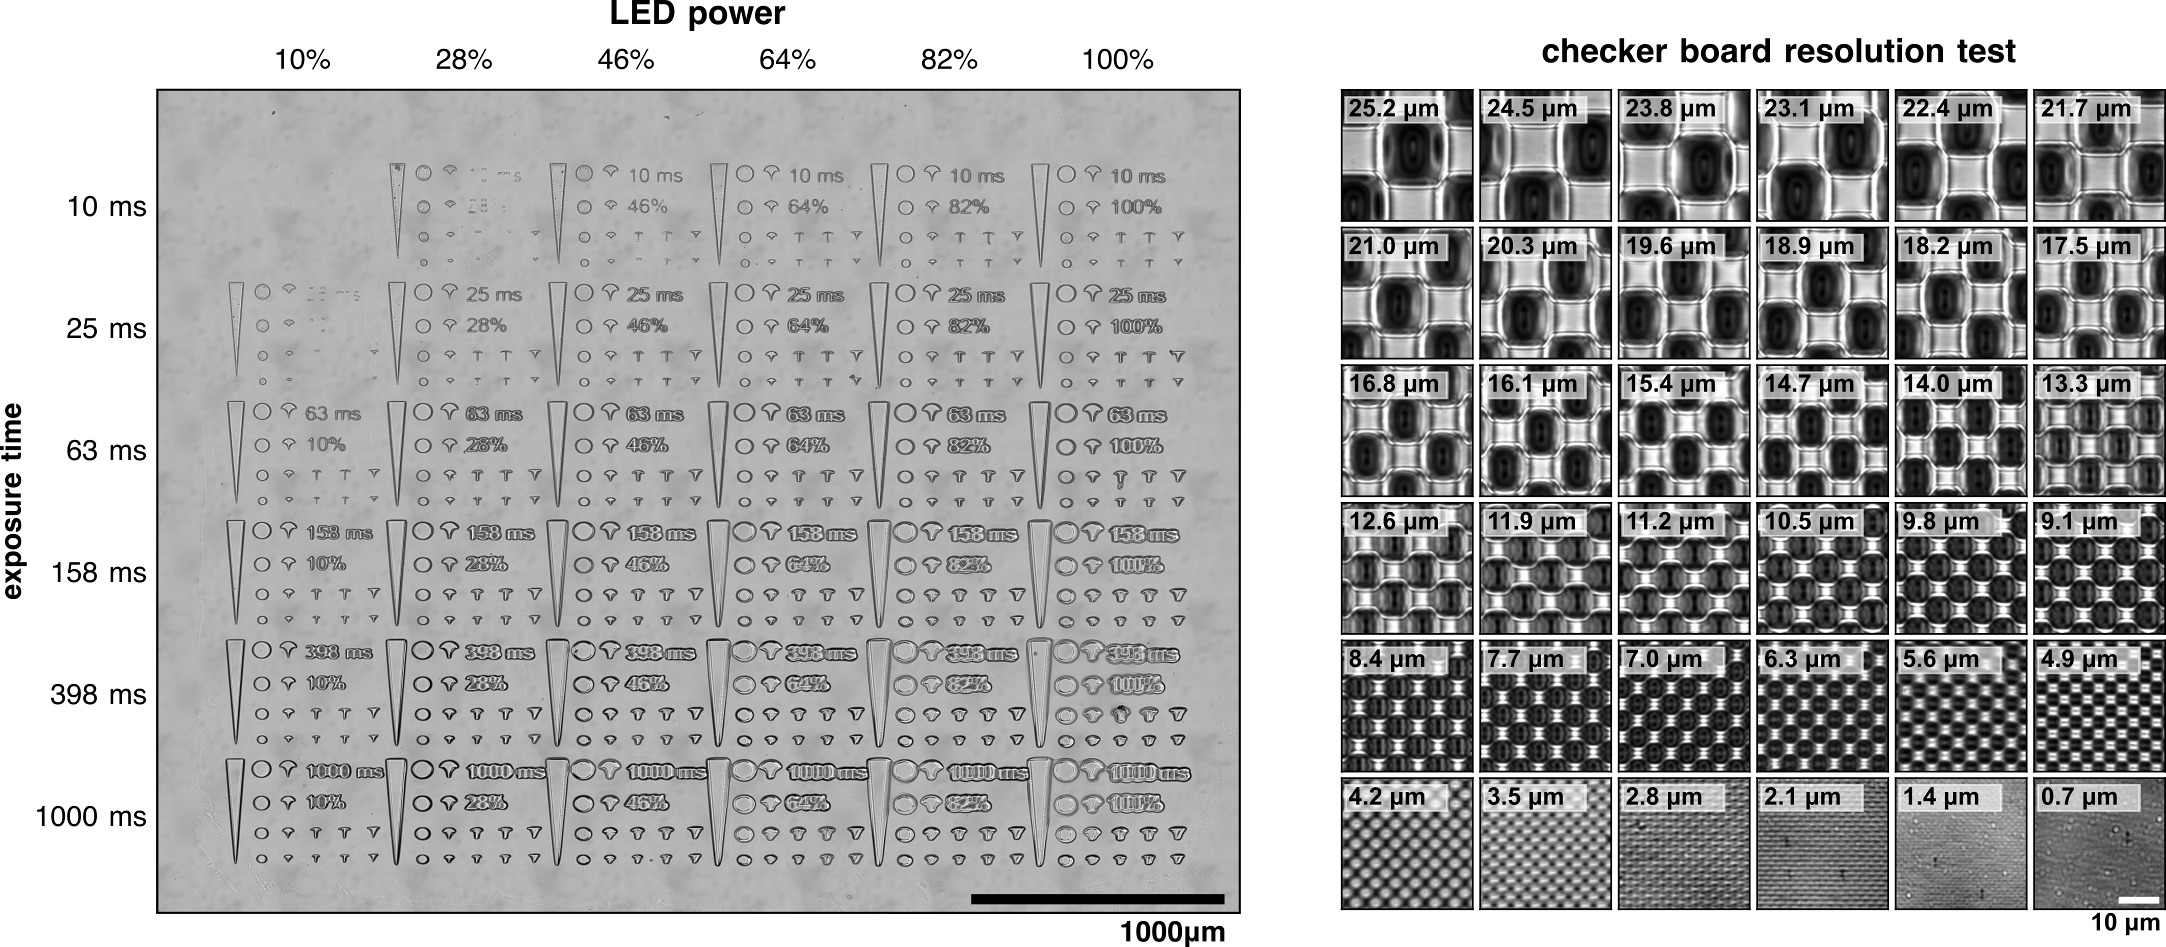 LED power
10% 28% 46% 64% 82% 100%
exposure time
10 ms
25 ms
63 ms
158 ms
398 ms
1000 ms
10 ms 10 ms 10 ms 10 ms
46% 64% 82% 100%
25 ms 25 ms 25 ms 25 ms 25 ms
28% 46% 64% 82% 100%
63 ms 63 ms 63 ms 63 ms 63 ms 63 ms
10% 28% 46% 64% 82% 100%
158 ms 158 ms 158 ms 158 ms 158 ms 158 ms
10% 28% 46% 64% 82% 100%
398 ms 398 ms 398 ms 398 ms 398 ms 398 ms
10% 28% 46% 64% 82% 100%
1000 ms 1000 ms 1000 ms 1000 ms 1000 ms 1000 ms
10% 28% 46% 64% 82% 100%
1000µm
checker board resolution test
25.2 µm 24.5 µm 23.8 µm 23.1 µm 22.4 µm 21.7 µm
21.0 µm 20.3 µm 19.6 µm 18.9 µm 18.2 µm 17.5 µm
16.8 µm 16.1 µm 15.4 µm 14.7 µm 14.0 µm 13.3 µm
12.6 µm 11.9 µm 11.2 µm 10.5 µm 9.8 µm 9.1 µm
8.4 µm 7.7 µm 7.0 µm 6.3 µm 5.6 µm 4.9 µm
4.2 µm 3.5 µm 2.8 µm 2.1 µm 1.4 µm 0.7 µm
10 µm